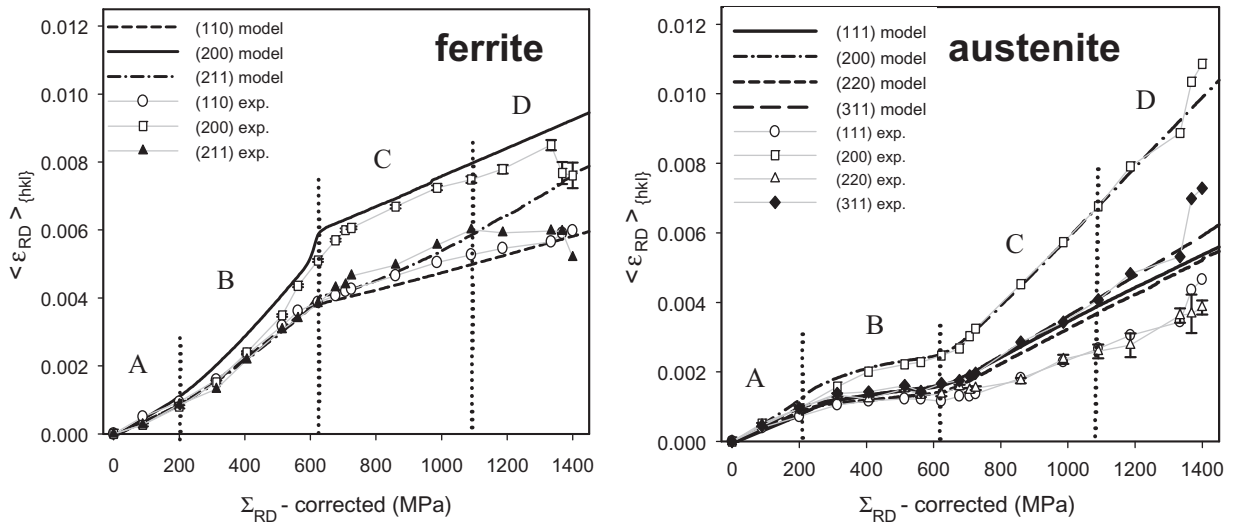 ferrite
(110) model
(200) model
(211) model
(110) exp.
(200) exp.
(211) exp.
A
B
C
D
0.012
0.010
0.008
0.006
0.004
0.002
0.000
0 200 400 600 800 1000 1200 1400
< ε_RD >_{hkl}
Σ_RD - corrected (MPa)
austenite
(111) model
(200) model
(220) model
(311) model
(111) exp.
(200) exp.
(220) exp.
(311) exp.
A
B
C
D
0.012
0.010
0.008
0.006
0.004
0.002
0.000
0 200 400 600 800 1000 1200 1400
< ε_RD >_{hkl}
Σ_RD - corrected (MPa)